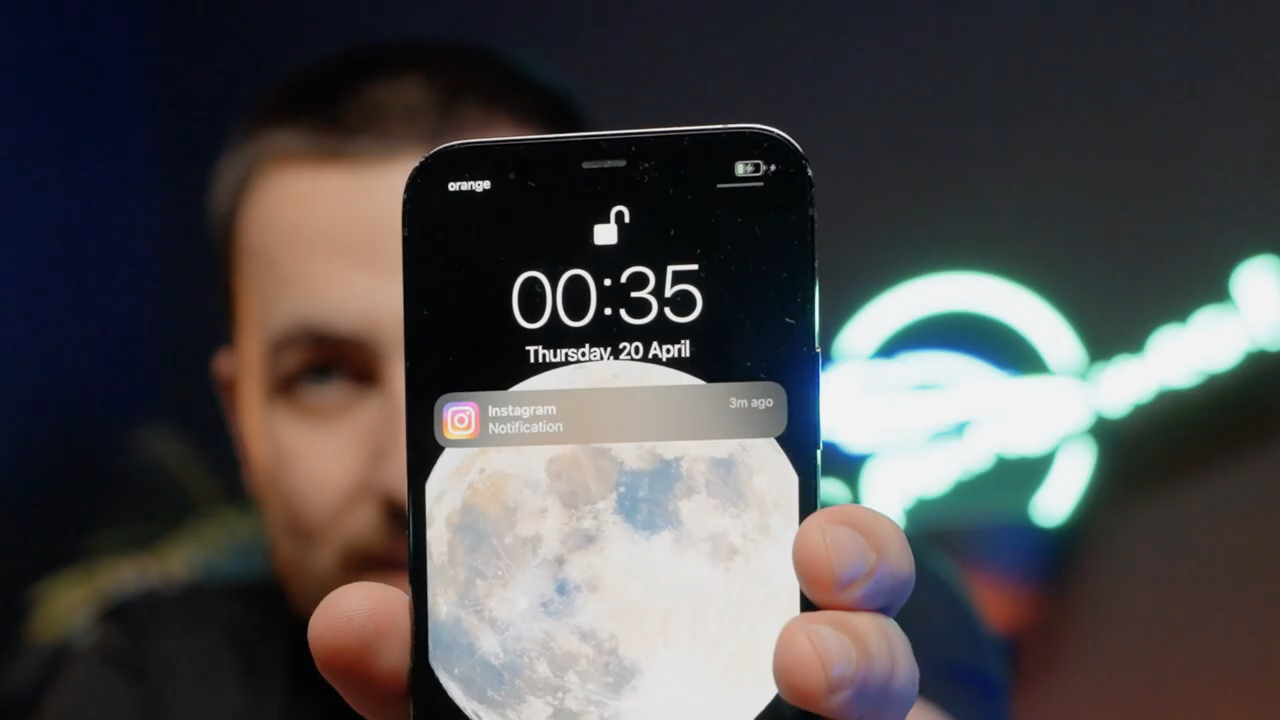 orange
00:35
Thursday, 20 April
Instagram
3m ago
Notification